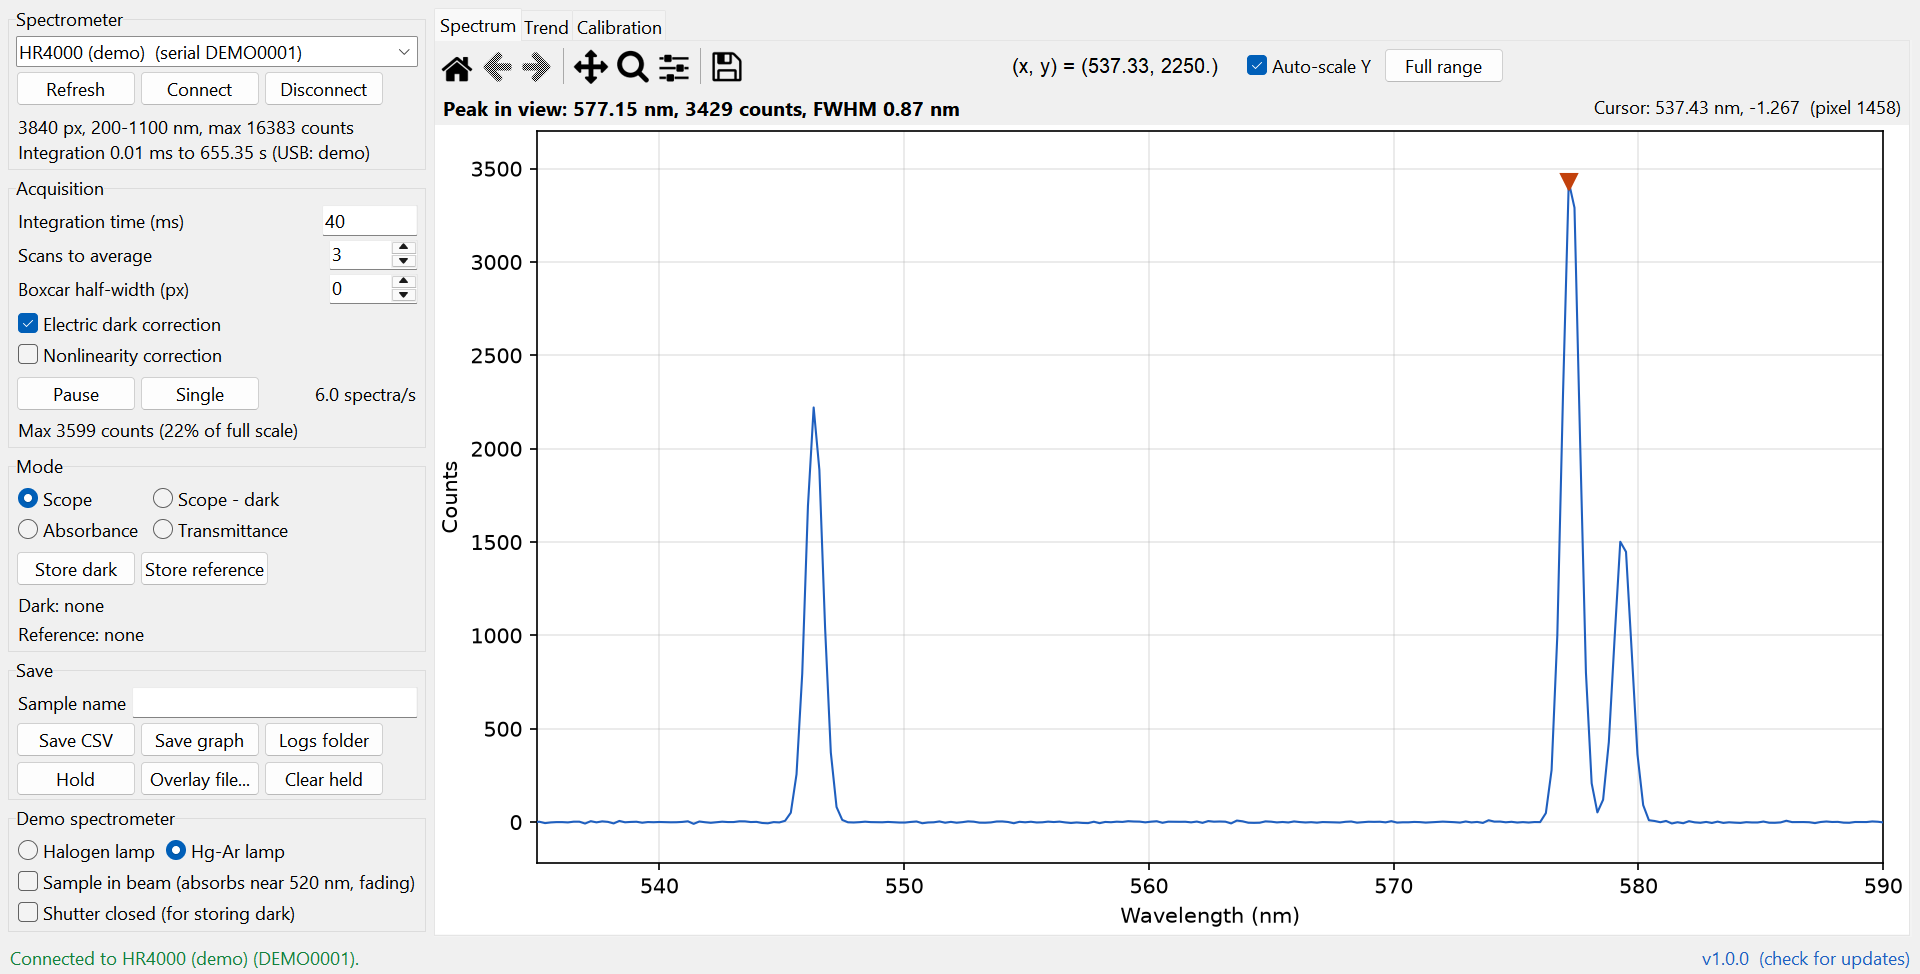 Spectrometer
HR4000 (demo)  (serial DEMO0001)
Refresh Connect Disconnect
3840 px, 200-1100 nm, max 16383 counts
Integration 0.01 ms to 655.35 s (USB: demo)
Acquisition
Integration time (ms) 40
Scans to average 3
Boxcar half-width (px) 0
Electric dark correction
Nonlinearity correction
Pause Single 6.0 spectra/s
Max 3599 counts (22% of full scale)
Mode
Scope Scope - dark
Absorbance Transmittance
Store dark Store reference
Dark: none
Reference: none
Save
Sample name
Save CSV Save graph Logs folder
Hold Overlay file... Clear held
Demo spectrometer
Halogen lamp Hg-Ar lamp
Sample in beam (absorbs near 520 nm, fading)
Shutter closed (for storing dark)
Connected to HR4000 (demo) (DEMO0001).
Spectrum Trend Calibration
(x, y) = (537.33, 2250.) Auto-scale Y Full range
Peak in view: 577.15 nm, 3429 counts, FWHM 0.87 nm
Cursor: 537.43 nm, -1.267  (pixel 1458)
3500
3000
2500
2000
1500
1000
500
0
Counts
540 550 560 570 580 590
Wavelength (nm)
v1.0.0  (check for updates)